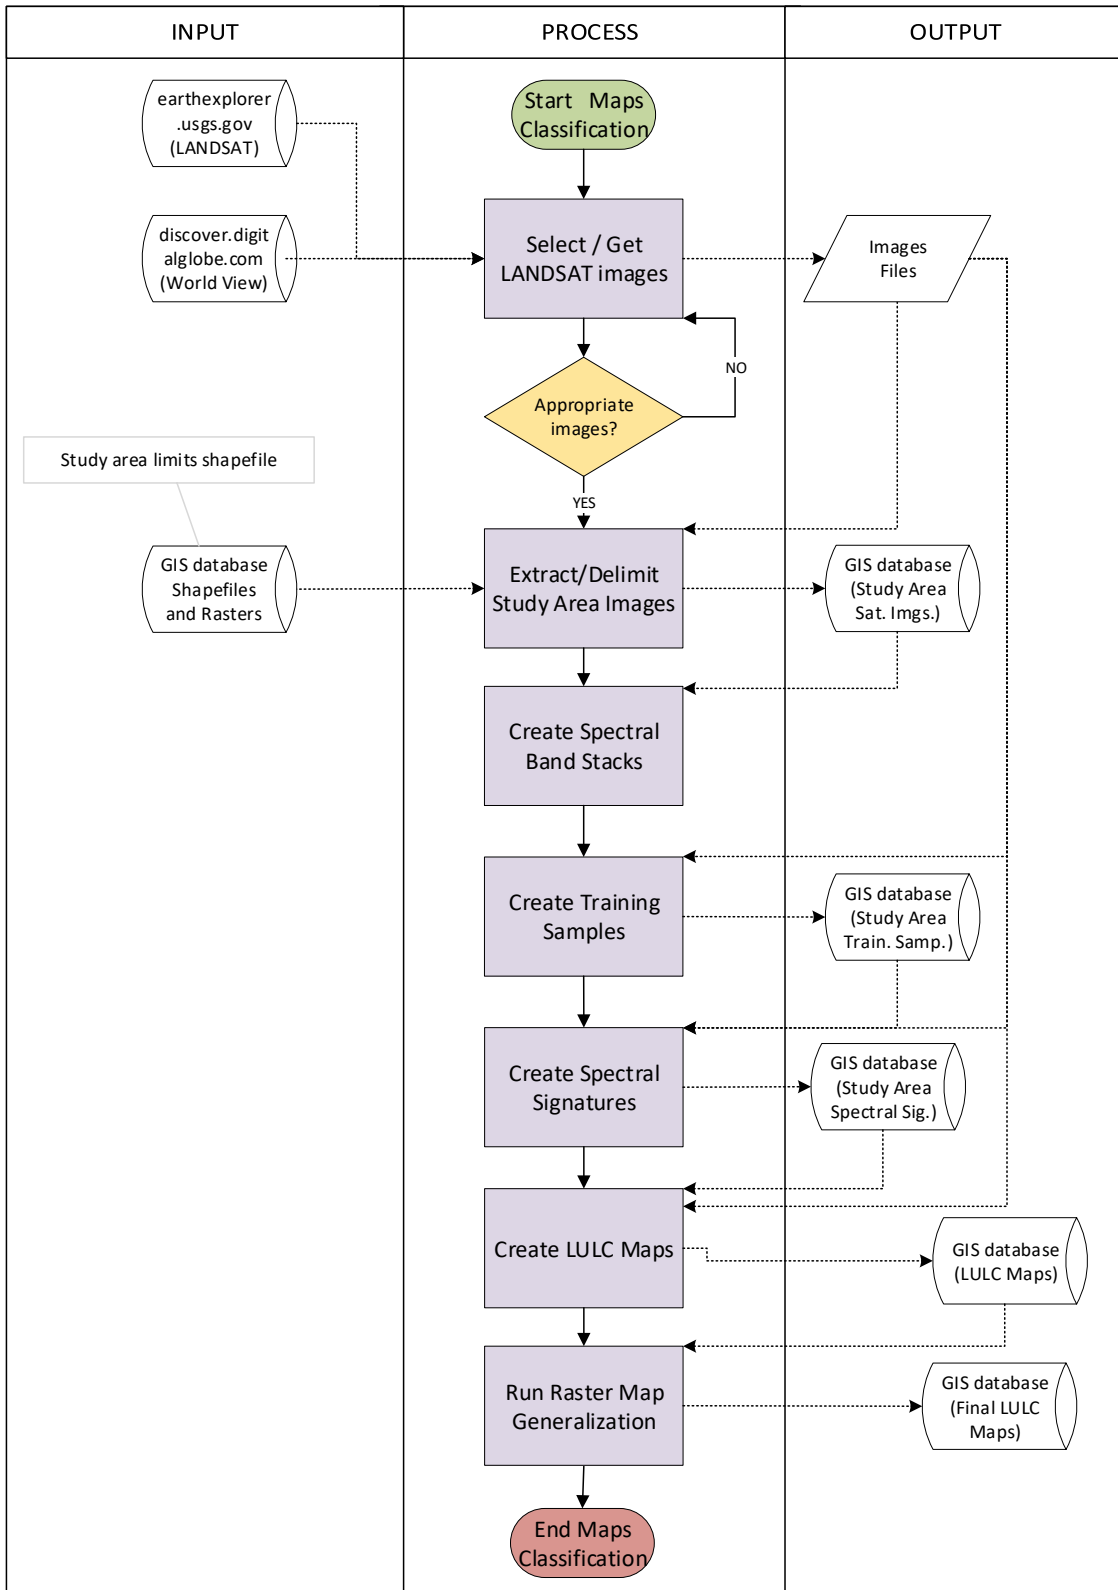 INPUT
PROCESS
OUTPUT
earthexplorer
.usgs.gov
(LANDSAT)
Start Maps
Classification
discover.digit
alglobe.com
(World View)
Select / Get
LANDSAT images
Images
Files
NO
Appropriate
images?
Study area limits shapefile
YES
GIS database
Shapefiles
and Rasters
Extract/Delimit
Study Area Images
GIS database
(Study Area
Sat. Imgs.)
Create Spectral
Band Stacks
Create Training
Samples
GIS database
(Study Area
Train. Samp.)
Create Spectral
Signatures
GIS database
(Study Area
Spectral Sig.)
Create LULC Maps
GIS database
(LULC Maps)
Run Raster Map
Generalization
GIS database
(Final LULC
Maps)
End Maps
Classification